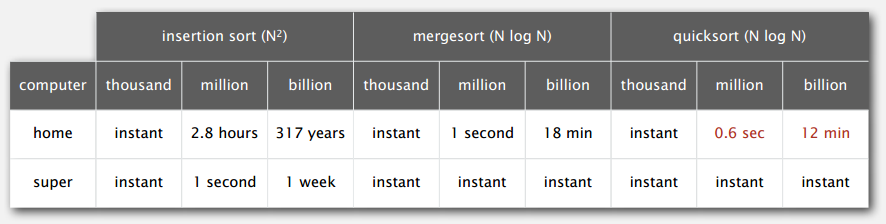 insertion sort (N²) mergesort (N log N) quicksort (N log N)
computer thousand million billion thousand million billion thousand million billion
home instant 2.8 hours 317 years instant 1 second 18 min instant 0.6 sec 12 min
super instant 1 second 1 week instant instant instant instant instant instant